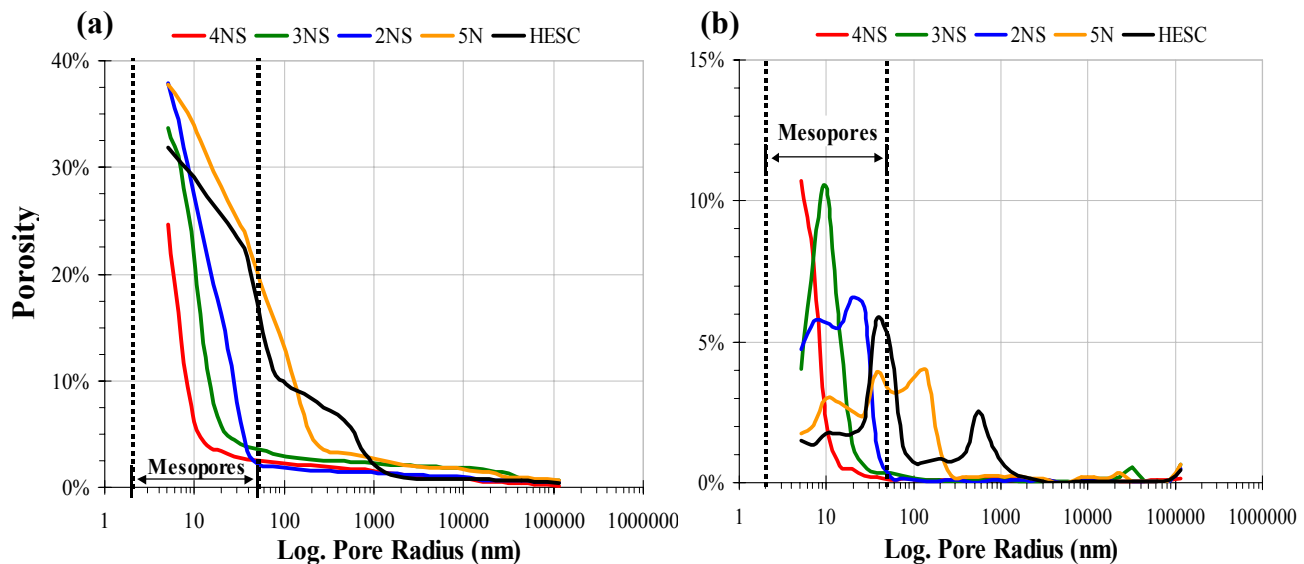 (a)
4NS 3NS 2NS 5N HESC
40%
30%
20%
10%
0%
Porosity
Mesopores
1 10 100 1000 10000 100000 1000000
Log. Pore Radius (nm)
(b)
4NS 3NS 2NS 5N HESC
15%
10%
5%
0%
Mesopores
1 10 100 1000 10000 100000 1000000
Log. Pore Radius (nm)